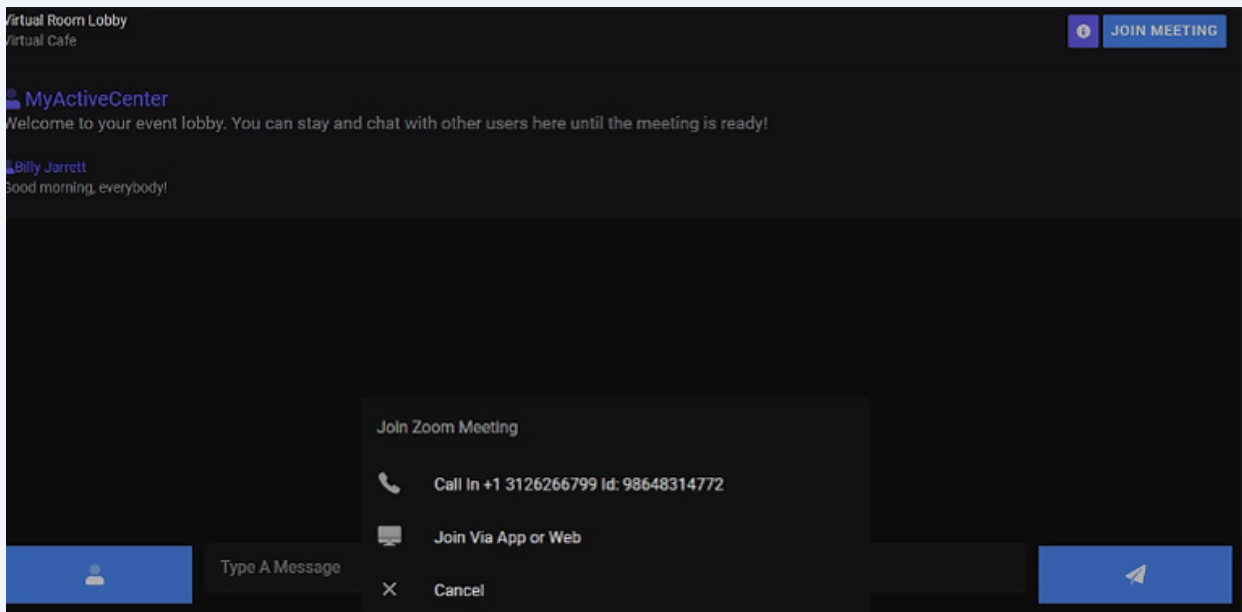 Virtual Room Lobby
Virtual Cafe
JOIN MEETING
MyActiveCenter
Welcome to your event lobby. You can stay and chat with other users here until the meeting is ready!
Billy Jarrett
Good morning, everybody!
Join Zoom Meeting
Call In +1 3126266799 Id: 98648314772
Join Via App or Web
Type A Message
Cancel